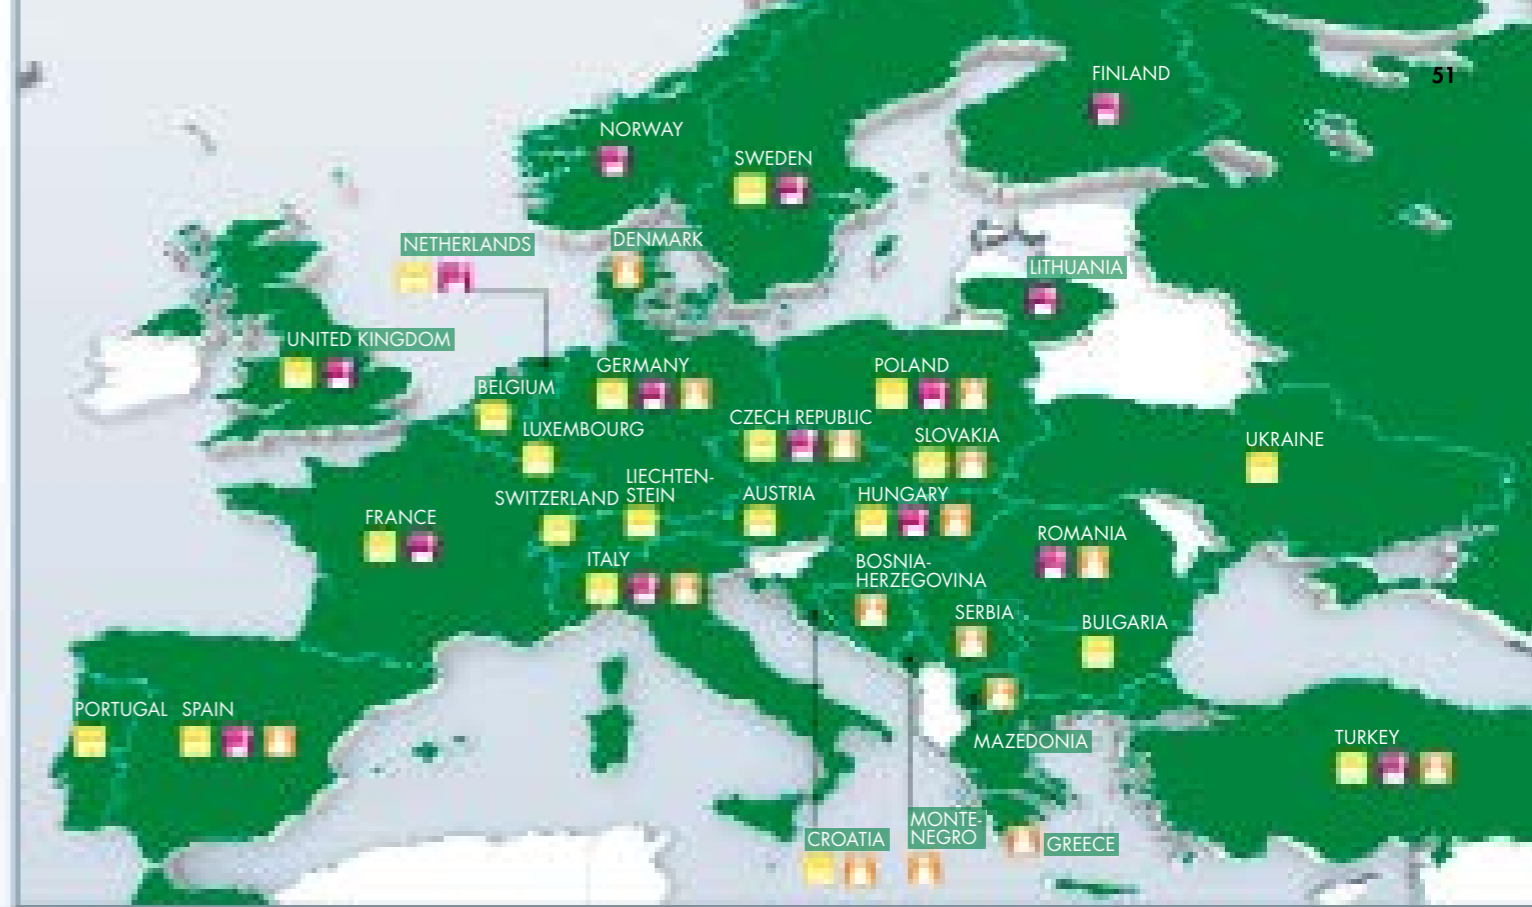 FINLAND
51
NORWAY
SWEDEN
NETHERLANDS
DENMARK
LITHUANIA
UNITED KINGDOM
GERMANY
POLAND
BELGIUM
CZECH REPUBLIC
LUXEMBOURG
SLOVAKIA
UKRAINE
LIECHTEN-
STEIN
SWITZERLAND
AUSTRIA
HUNGARY
FRANCE
ROMANIA
ITALY
BOSNIA-
HERZEGOVINA
SERBIA
BULGARIA
PORTUGAL
SPAIN
MAZEDONIA
TURKEY
CROATIA
MONTE-
NEGRO
GREECE